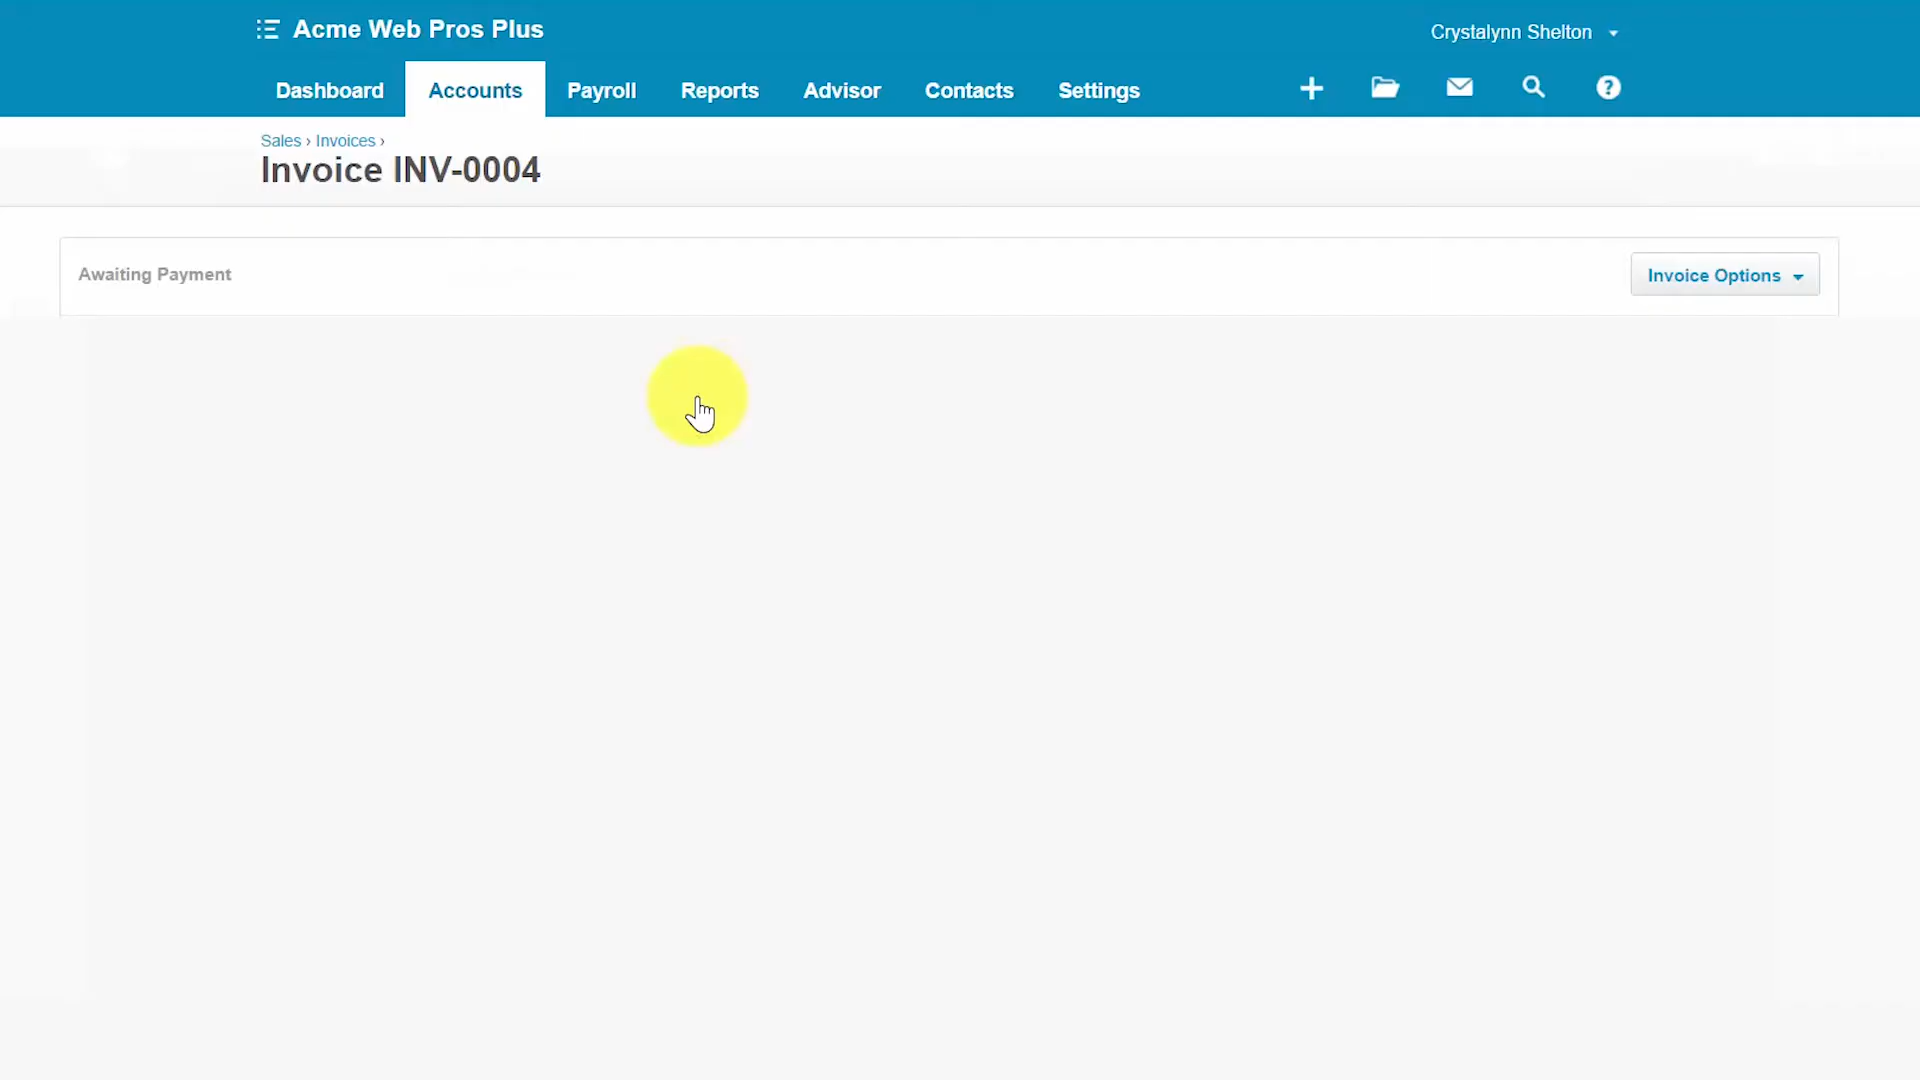 Acme Web Pros Plus
Crystalynn Shelton
Dashboard Accounts Payroll Reports Advisor Contacts Settings
Sales › Invoices ›
Invoice INV-0004
Awaiting Payment
Invoice Options